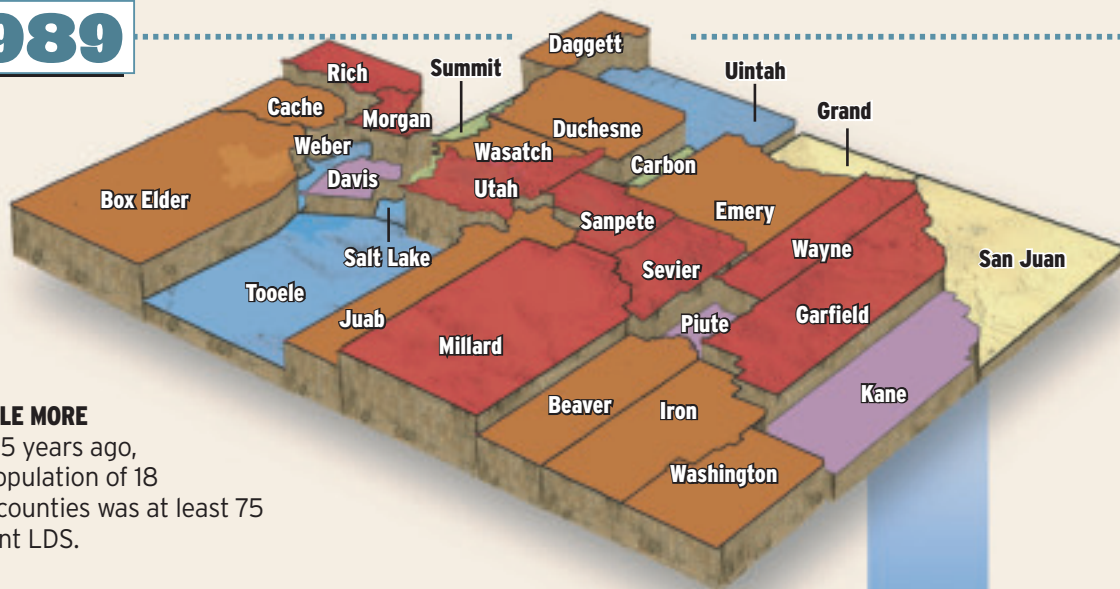 989
Daggett
Rich
Summit
Uintah
Cache
Morgan
Grand
Duchesne
Weber
Wasatch
Carbon
Davis
Utah
Box Elder
Sanpete
Emery
Salt Lake
Wayne
San Juan
Sevier
Tooele
Juab
Piute
Garfield
Millard
Kane
Beaver
Iron
Washington
LE MORE
5 years ago,
opulation of 18
counties was at least 75
nt LDS.